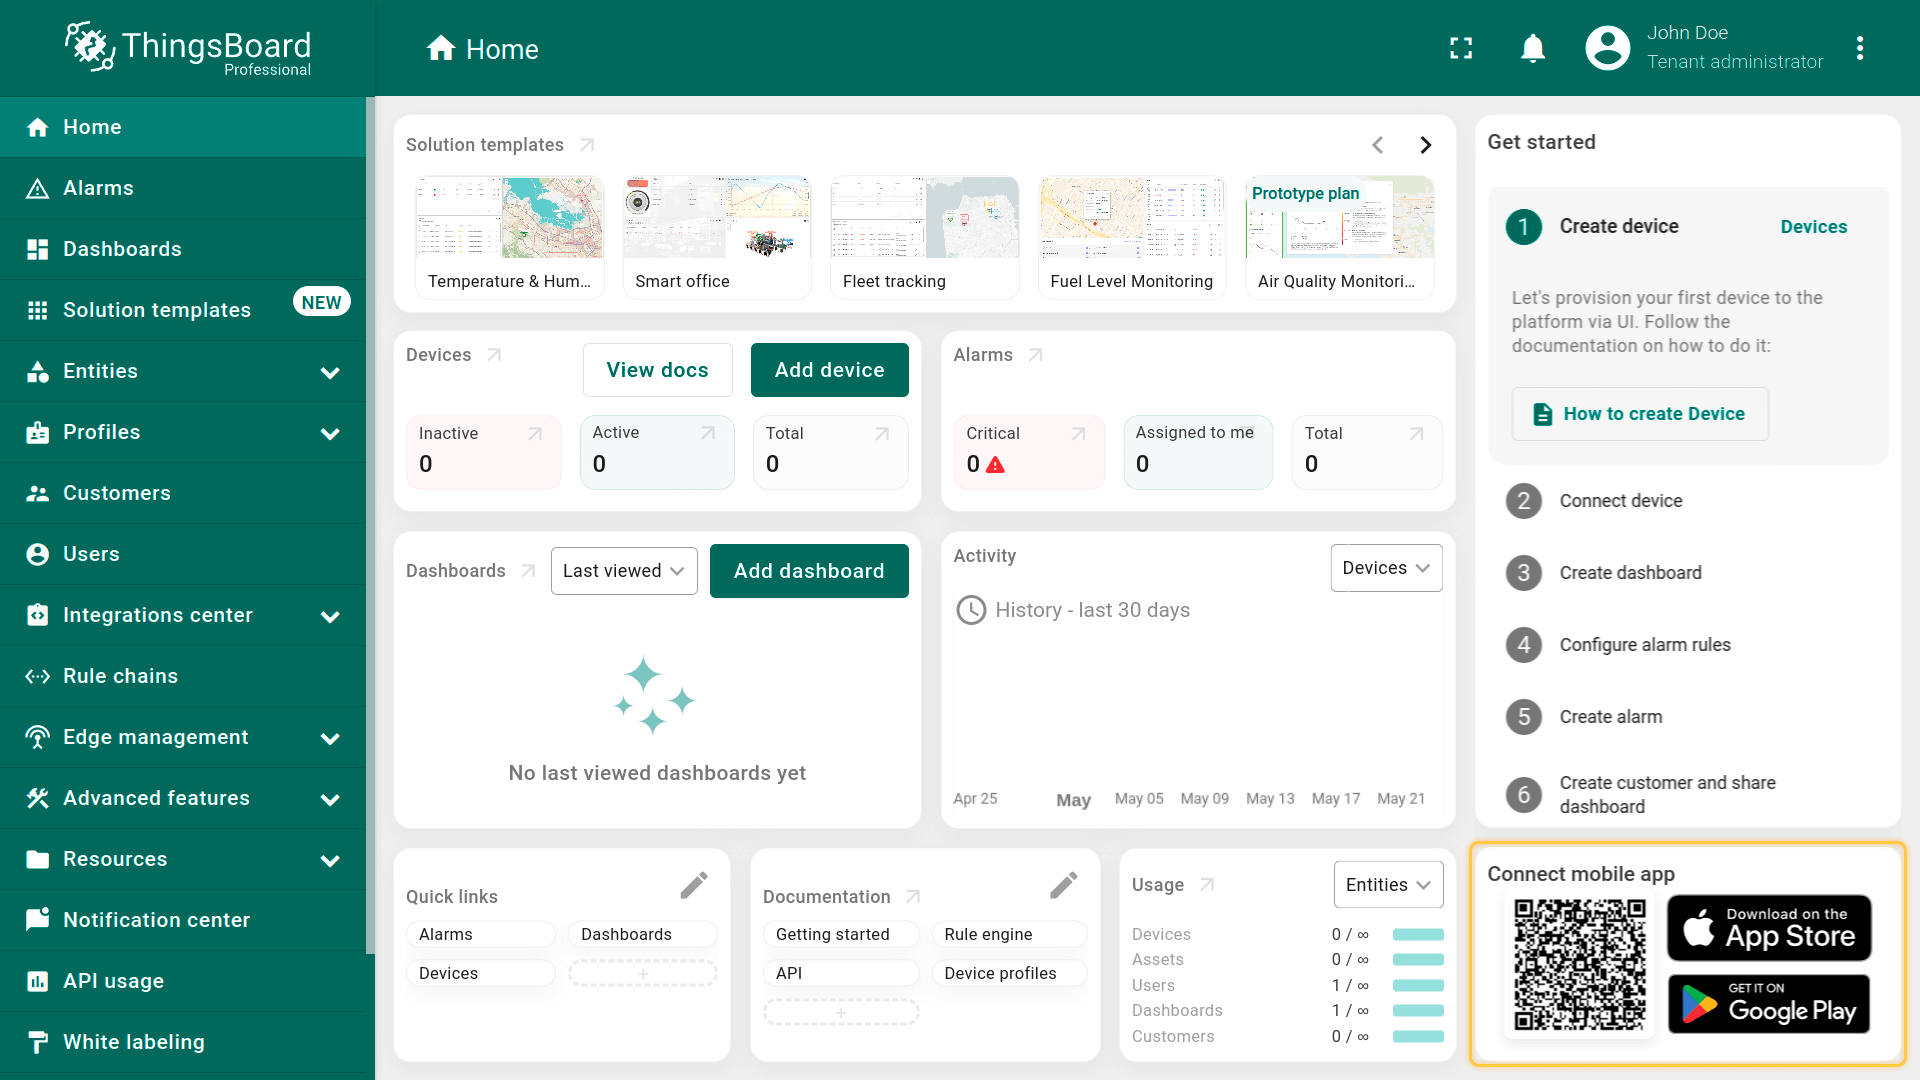 ThingsBoard
Professional
Home
John Doe
Tenant administrator
Home
Alarms
Dashboards
Solution templates
NEW
Entities
Profiles
Customers
Users
Integrations center
Rule chains
Edge management
Advanced features
Resources
Notification center
API usage
White labeling
Solution templates
Prototype plan
Temperature & Hum...
Smart office
Fleet tracking
Fuel Level Monitoring
Air Quality Monitori...
Devices
View docs
Add device
Inactive
0
Active
0
Total
0
Alarms
Critical
0
Assigned to me
0
Total
0
Dashboards
Last viewed
Add dashboard
No last viewed dashboards yet
Activity
Devices
History - last 30 days
Apr 25 May May 05 May 09 May 13 May 17 May 21
Quick links
Alarms
Dashboards
Devices
+
Documentation
Getting started
Rule engine
API
Device profiles
+
Usage
Entities
Devices 0 / ∞
Assets 0 / ∞
Users 1 / ∞
Dashboards 1 / ∞
Customers 0 / ∞
Get started
1 Create device Devices
Let's provision your first device to the
platform via UI. Follow the
documentation on how to do it:
How to create Device
2 Connect device
3 Create dashboard
4 Configure alarm rules
5 Create alarm
6 Create customer and share
dashboard
Connect mobile app
Download on the
App Store
GET IT ON
Google Play